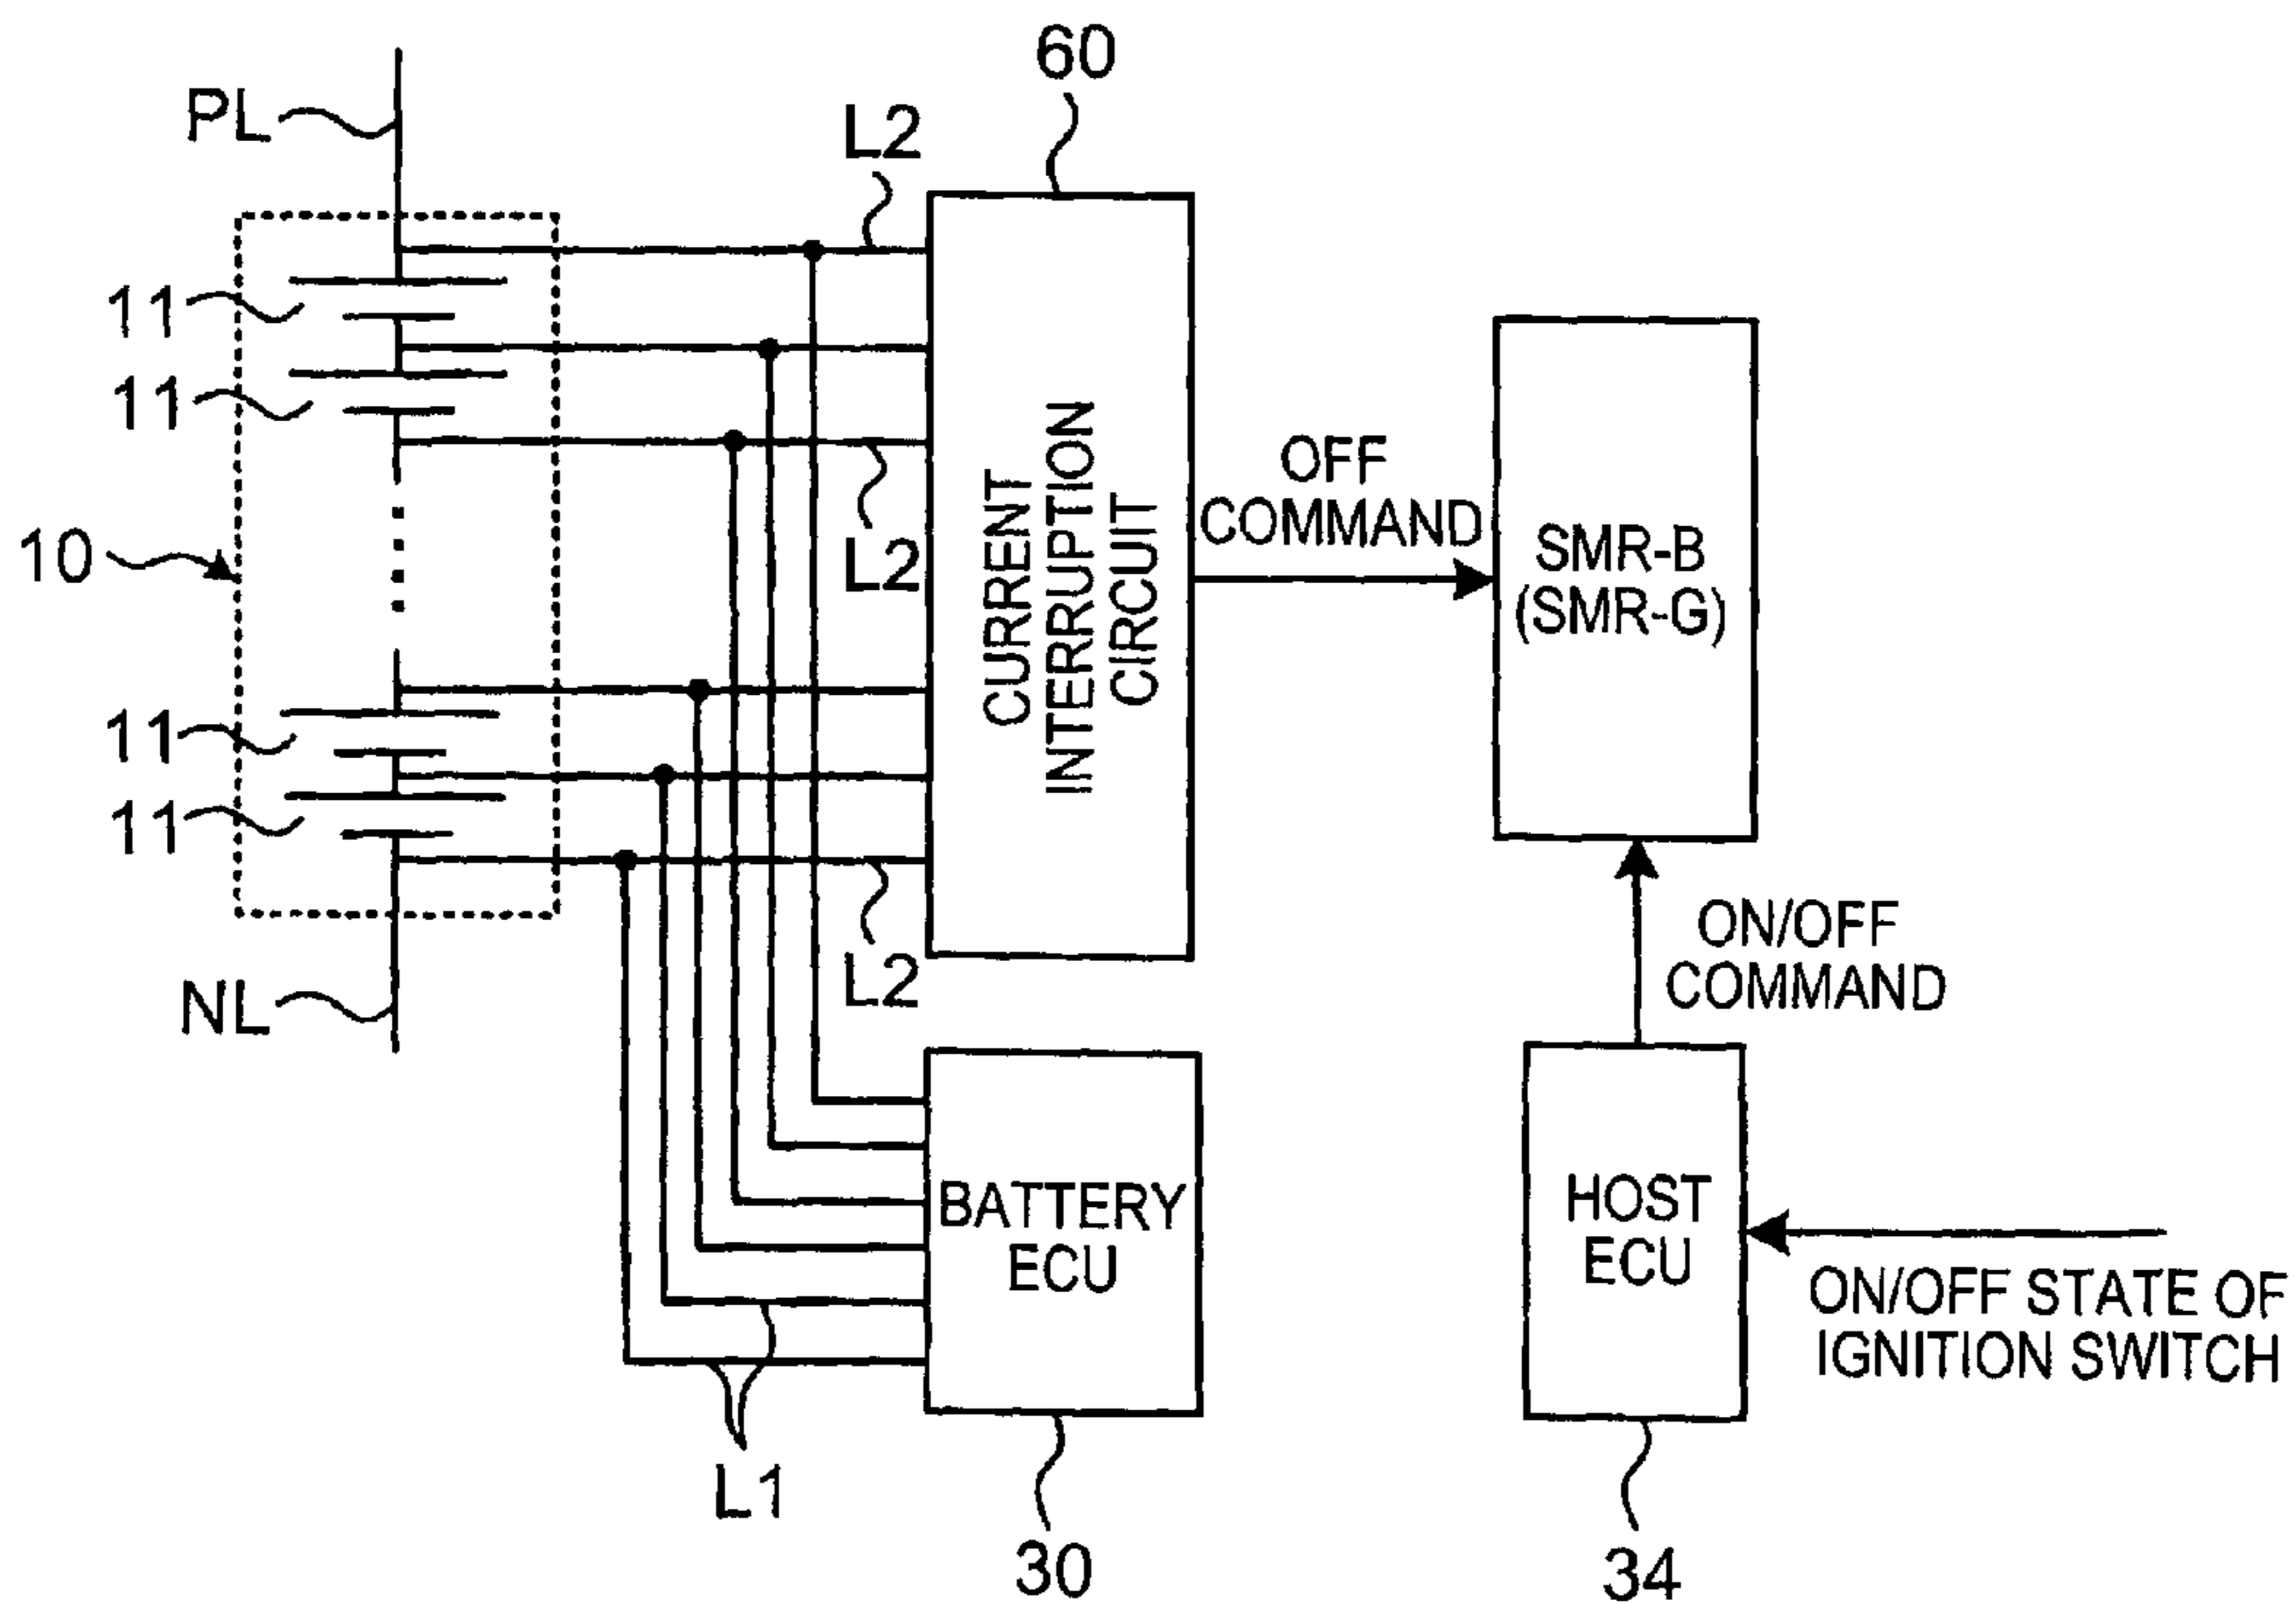 60
PL
L2
11
11
10
L2
CURRENT
INTERRUPTION
CIRCUIT
OFF
COMMAND
SMR-B
(SMR-G)
11
11
L2
NL
ON/OFF
COMMAND
BATTERY
ECU
HOST
ECU
ON/OFF STATE OF
IGNITION SWITCH
L1
30
34